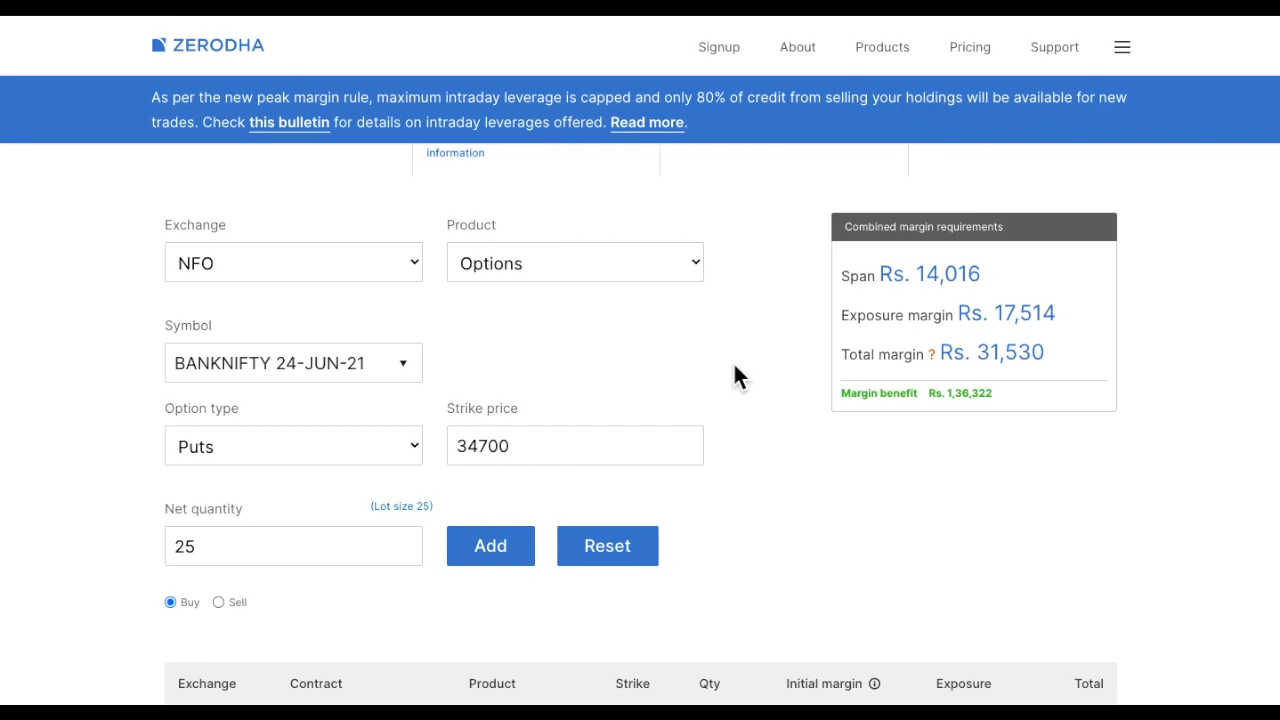 ZERODHA
Signup About Products Pricing Support
As per the new peak margin rule, maximum intraday leverage is capped and only 80% of credit from selling your holdings will be available for new
trades. Check this bulletin for details on intraday leverages offered. Read more.
information
Exchange Product
NFO Options
Symbol
BANKNIFTY 24-JUN-21
Option type Strike price
Puts 34700
Net quantity (Lot size 25)
25 Add Reset
Buy Sell
Combined margin requirements
Span Rs. 14,016
Exposure margin Rs. 17,514
Total margin ? Rs. 31,530
Margin benefit Rs. 1,36,322
Exchange Contract Product Strike Qty Initial margin Exposure Total